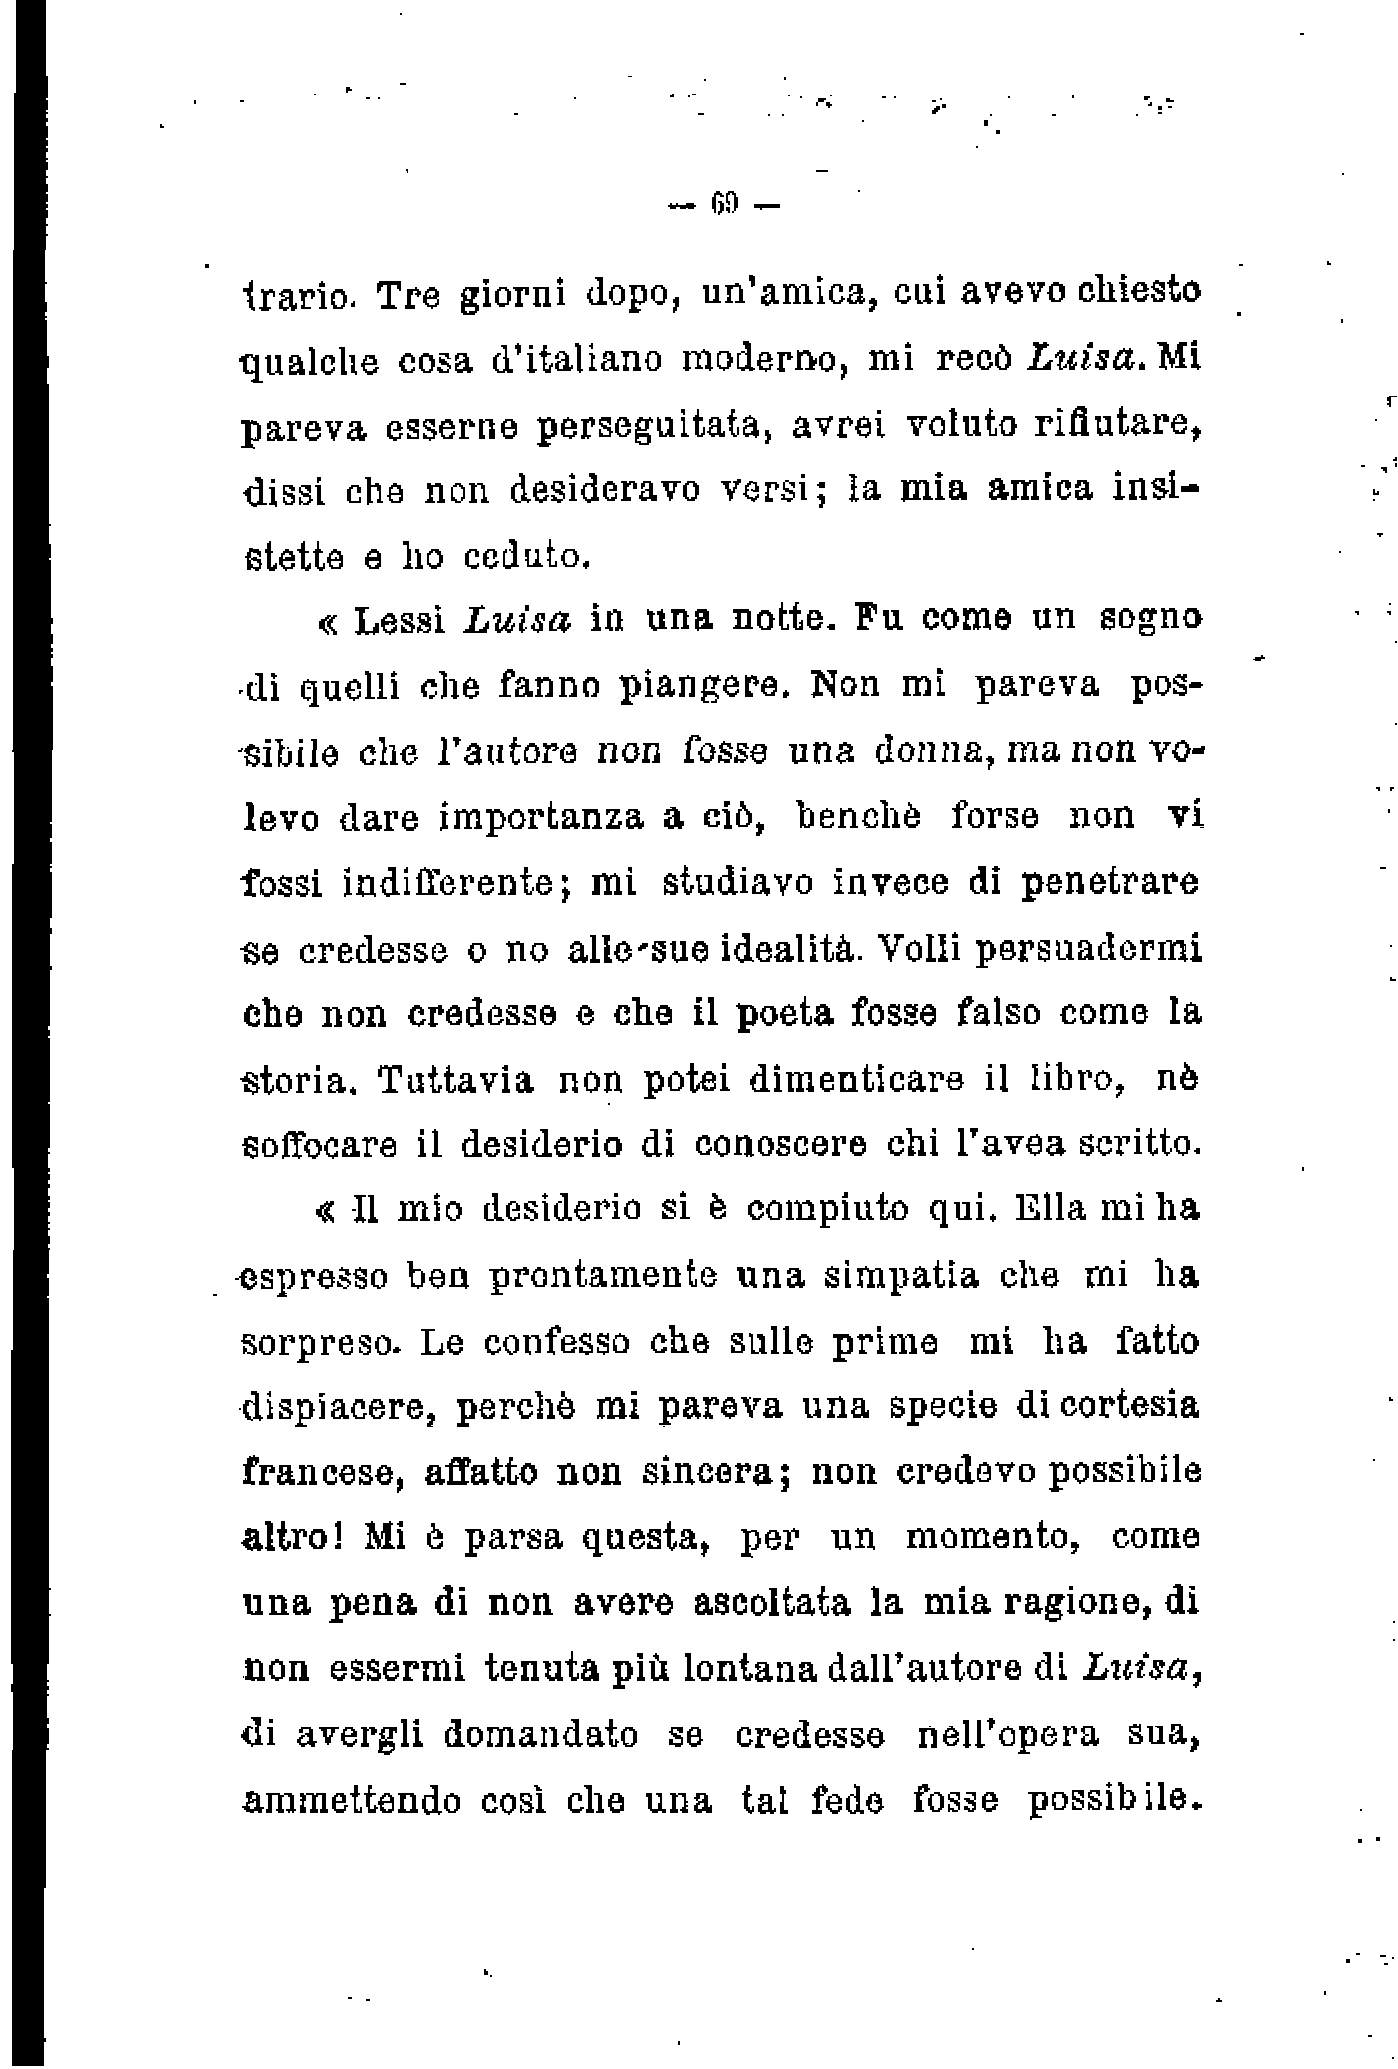 — 69 —
trario. Tre giorni dopo, un'amica, cui avevo chiesto
qualche cosa d'italiano moderno, mi recò Luisa. Mi
pareva esserne perseguitata, avrei voluto rifiutare,
dissi che non desideravo versi; la mia amica insi-
stette e ho ceduto.
« Lessi Luisa in una notte. Fu come un sogno
di quelli che fanno piangere. Non mi pareva pos-
sibile che l'autore non fosse una donna, ma non vo-
levo dare importanza a ciò, benchè forse non vi
fossi indifferente; mi studiavo invece di penetrare
se credesse o no alle sue idealità. Volli persuadermi
che non credesse e che il poeta fosse falso come la
storia. Tuttavia non potei dimenticare il libro, nè
soffocare il desiderio di conoscere chi l'avea scritto.
« Il mio desiderio si è compiuto qui. Ella mi ha
espresso ben prontamente una simpatia che mi ha
sorpreso. Le confesso che sulle prime mi ha fatto
dispiacere, perchè mi pareva una specie di cortesia
francese, affatto non sincera; non credevo possibile
altro! Mi è parsa questa, per un momento, come
una pena di non avere ascoltata la mia ragione, di
non essermi tenuta più lontana dall'autore di Luisa,
di avergli domandato se credesse nell'opera sua,
ammettendo così che una tal fede fosse possibile.